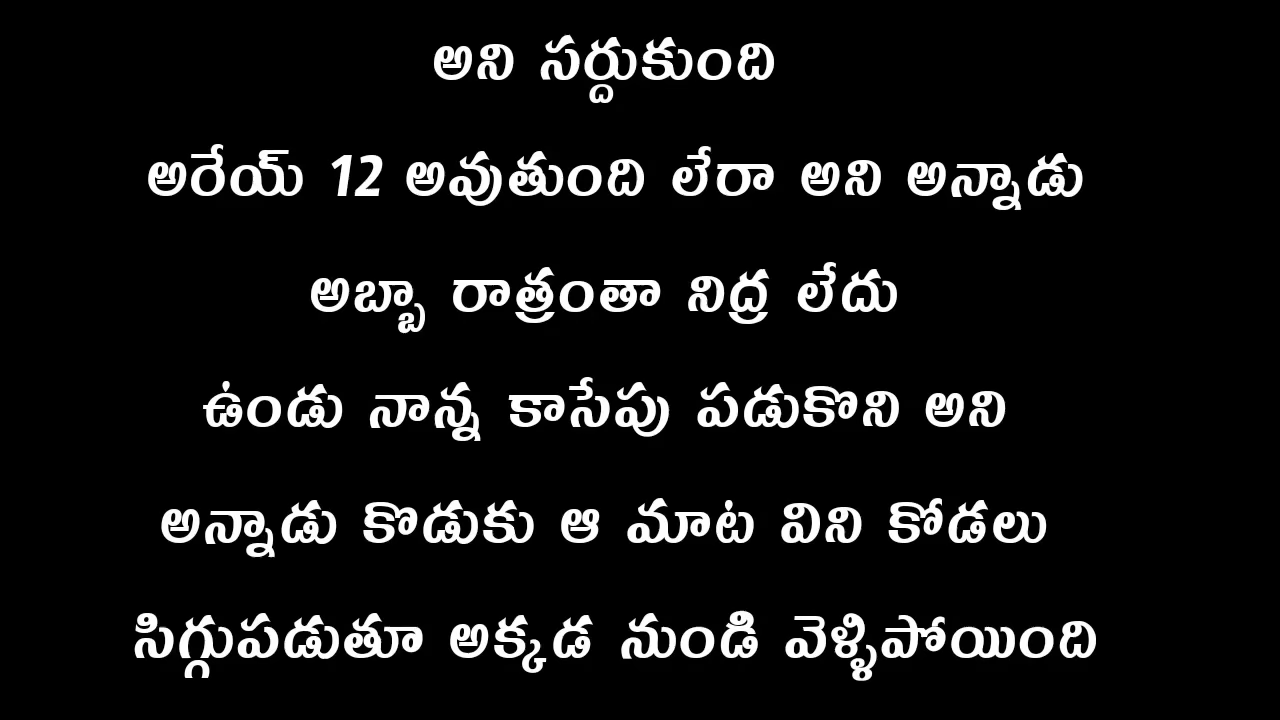 అని సర్దుకుంది
అరేయ్ 12 అవుతుంది లేరా అని అన్నాడు
అబ్బా రాత్రంతా నిద్ర లేదు
ఉండు నాన్న కాసేపు పడుకొని అని
అన్నాడు కొడుకు ఆ మాట విని కోడలు
సిగ్గుపడుతూ అక్కడ నుండి వెళ్ళిపోయింది